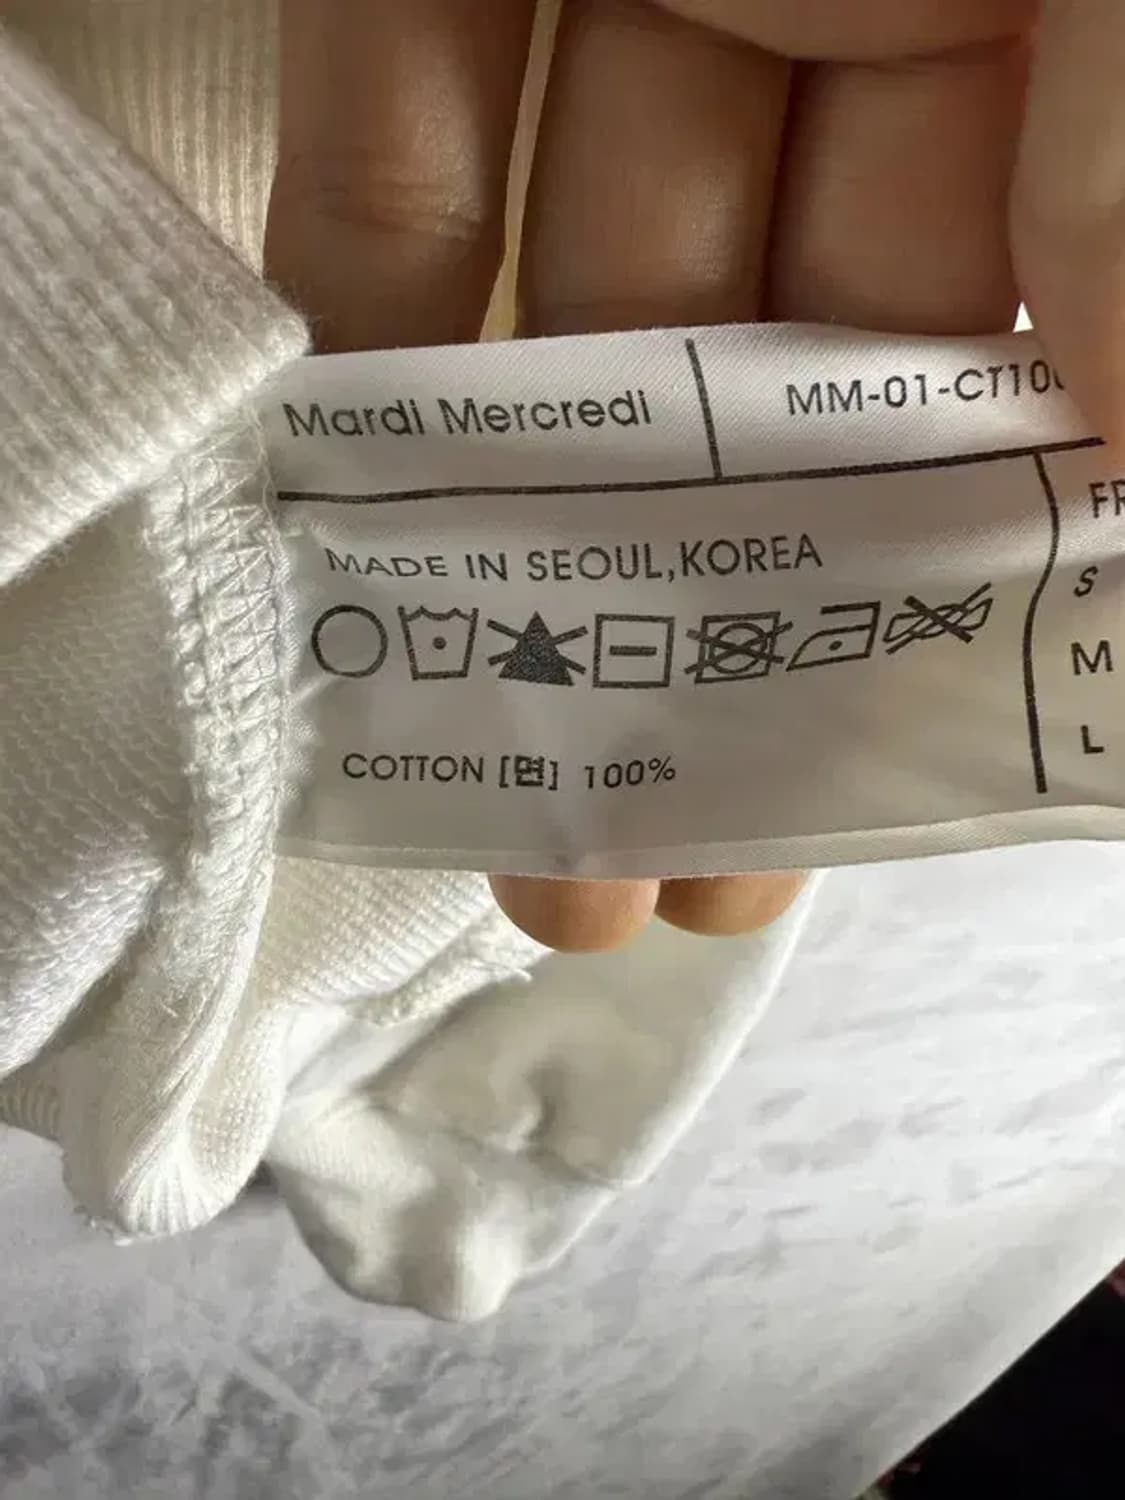 Mardi Mercredi
MM-01-CT10
MADE IN SEOUL,KOREA
FR
S
M
L
COTTON [면] 100%